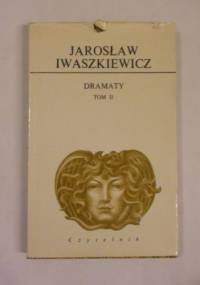 JAROSŁAW
IWASZKIEWICZ
DRAMATY
TOM II
Czytelnik